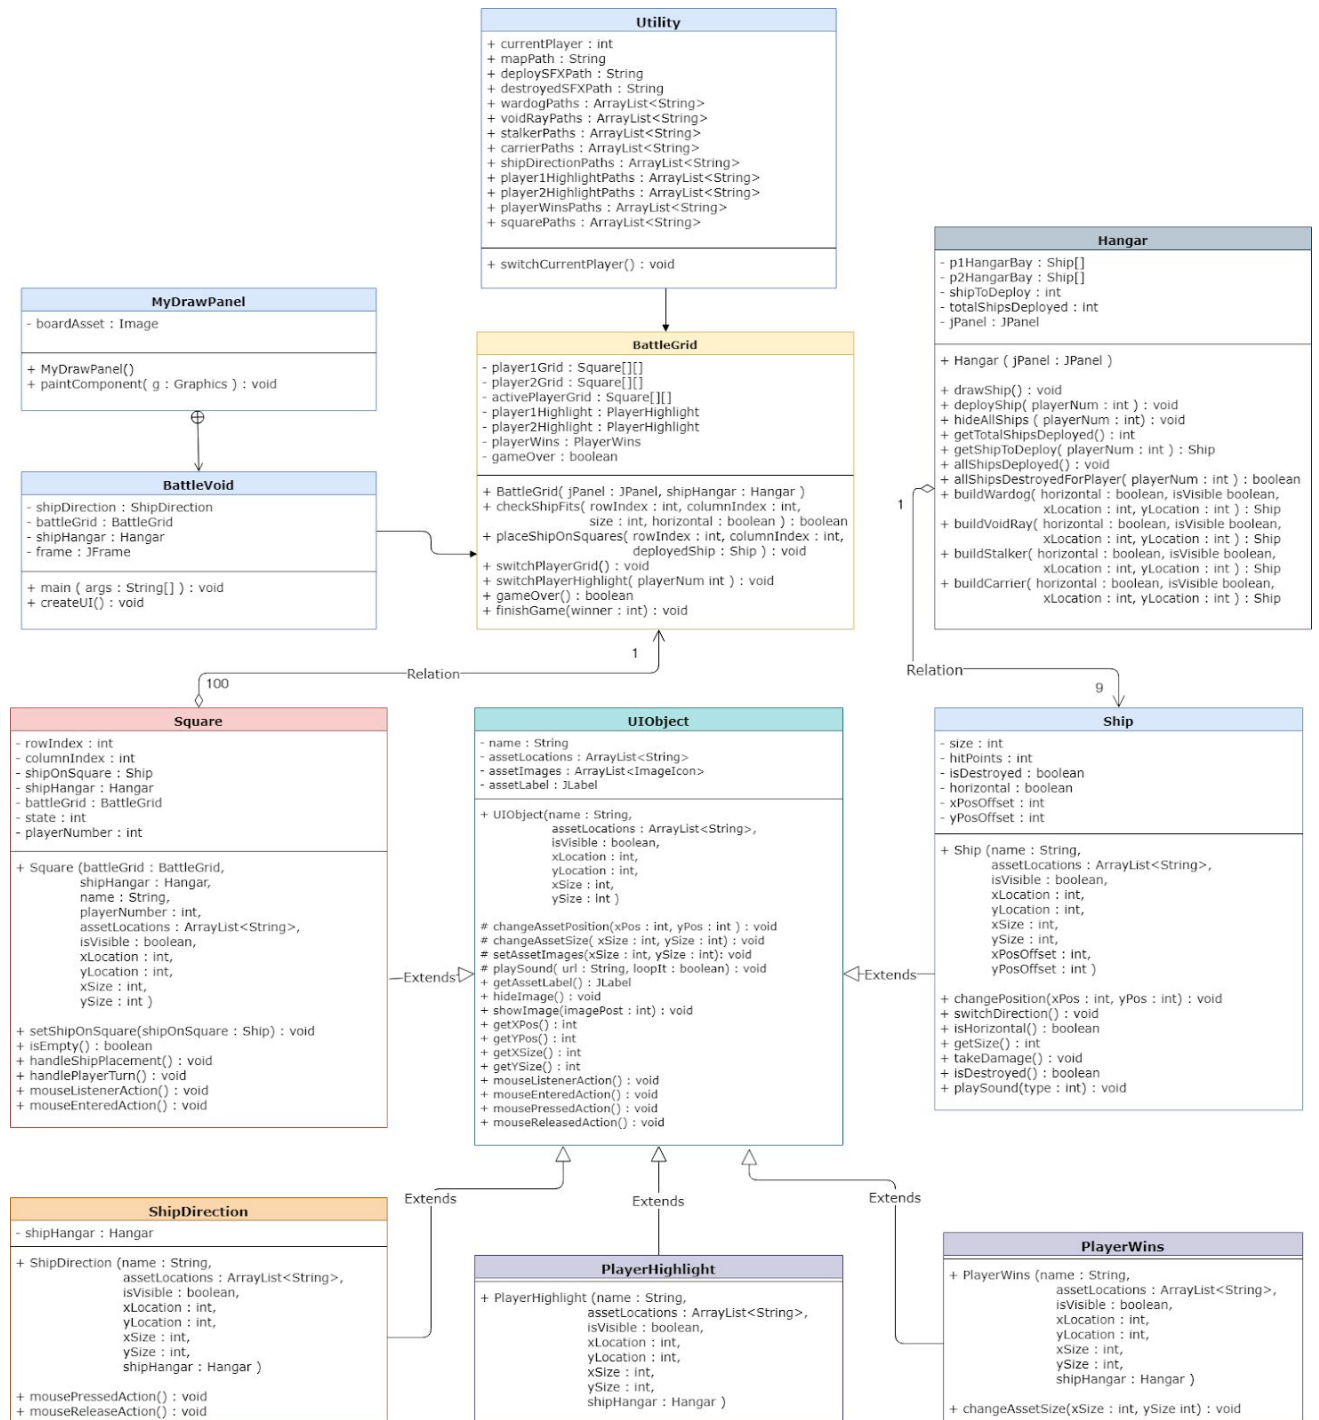 Utility
+ currentPlayer : int
+ mapPath : String
+ deploySFXPath : String
+ destroyedSFXPath : String
+ wardogPaths : ArrayList<String>
+ voidRayPaths : ArrayList<String>
+ stalkerPaths : ArrayList<String>
+ carrierPaths : ArrayList<String>
+ shipDirectionPaths : ArrayList<String>
+ player1HighlightPaths : ArrayList<String>
+ player2HighlightPaths : ArrayList<String>
+ playerWinsPaths : ArrayList<String>
+ squarePaths : ArrayList<String>
+ switchCurrentPlayer() : void
Hangar
- p1HangarBay : Ship[]
- p2HangarBay : Ship[]
- shipToDeploy : int
- totalShipsDeployed : int
- jPanel : JPanel
+ Hangar ( jPanel : JPanel )
+ drawShip() : void
+ deployShip( playerNum : int ) : void
+ hideAllShips ( playerNum : int) : void
+ getTotalShipsDeployed() : int
+ getShipToDeploy( playerNum : int ) : Ship
+ allShipsDeployed() : void
+ allShipsDestroyedForPlayer( playerNum : int ) : boolean
+ buildWardog( horizontal : boolean, isVisible boolean,
xLocation : int, yLocation : int ) : Ship
+ buildVoidRay( horizontal : boolean, isVisible boolean,
xLocation : int, yLocation : int ) : Ship
+ buildStalker( horizontal : boolean, isVisible boolean,
xLocation : int, yLocation : int ) : Ship
+ buildCarrier( horizontal : boolean, isVisible boolean,
xLocation : int, yLocation : int ) : Ship
MyDrawPanel
- boardAsset : Image
+ MyDrawPanel()
+ paintComponent( g : Graphics ) : void
BattleGrid
- player1Grid : Square[][]
- player2Grid : Square[][]
- activePlayerGrid : Square[][]
- player1Highlight : PlayerHighlight
- player2Highlight : PlayerHighlight
- playerWins : PlayerWins
- gameOver : boolean
+ BattleGrid( jPanel : JPanel, shipHangar : Hangar )
+ checkShipFits( rowIndex : int, columnIndex : int,
size : int, horizontal : boolean ) : boolean
+ placeShipOnSquares( rowIndex : int, columnIndex : int,
deployedShip : Ship ) : void
+ switchPlayerGrid() : void
+ switchPlayerHighlight( playerNum int ) : void
+ gameOver() : boolean
+ finishGame(winner : int) : void
BattleVoid
- shipDirection : ShipDirection
- battleGrid : BattleGrid
- shipHangar : Hangar
- frame : JFrame
+ main ( args : String[] ) : void
+ createUI() : void
1
Relation
100
1
Relation
9
Square
- rowIndex : int
- columnIndex : int
- shipOnSquare : Ship
- shipHangar : Hangar
- battleGrid : BattleGrid
- state : int
- playerNumber : int
+ Square (battleGrid : BattleGrid,
shipHangar : Hangar,
name : String,
playerNumber : int,
assetLocations : ArrayList<String>,
isVisible : boolean,
xLocation : int,
yLocation : int,
xSize : int,
ySize : int )
+ setShipOnSquare(shipOnSquare : Ship) : void
+ isEmpty() : boolean
+ handleShipPlacement() : void
+ handlePlayerTurn() : void
+ mouseListenerAction() : void
+ mouseEnteredAction() : void
UIObject
- name : String
- assetLocations : ArrayList<String>
- assetImages : ArrayList<ImageIcon>
- assetLabel : JLabel
+ UIObject(name : String,
assetLocations : ArrayList<String>,
isVisible : boolean,
xLocation : int,
yLocation : int,
xSize : int,
ySize : int )
# changeAssetPosition(xPos : int, yPos : int ) : void
# changeAssetSize( xSize : int, ySize : int) : void
# setAssetImages(xSize : int, ySize : int): void
# playSound( url : String, loopIt : boolean) : void
+ getAssetLabel() : JLabel
+ hideImage() : void
+ showImage(imagePost : int) : void
+ getXPos() : int
+ getYPos() : int
+ getXSize() : int
+ getYSize() : int
+ mouseListenerAction() : void
+ mouseEnteredAction() : void
+ mousePressedAction() : void
+ mouseReleasedAction() : void
Ship
- size : int
- hitPoints : int
- isDestroyed : boolean
- horizontal : boolean
- xPosOffset : int
- yPosOffset : int
+ Ship (name : String,
assetLocations : ArrayList<String>,
isVisible : boolean,
xLocation : int,
yLocation : int,
xSize : int,
ySize : int,
xPosOffset : int,
yPosOffset : int )
+ changePosition(xPos : int, yPos : int) : void
+ switchDirection() : void
+ isHorizontal() : boolean
+ getSize() : int
+ takeDamage() : void
+ isDestroyed() : boolean
+ playSound(type : int) : void
Extends
Extends
Extends
Extends
Extends
ShipDirection
- shipHangar : Hangar
+ ShipDirection (name : String,
assetLocations : ArrayList<String>,
isVisible : boolean,
xLocation : int,
yLocation : int,
xSize : int,
ySize : int,
shipHangar : Hangar )
+ mousePressedAction() : void
+ mouseReleaseAction() : void
PlayerHighlight
+ PlayerHighlight (name : String,
assetLocations : ArrayList<String>,
isVisible : boolean,
xLocation : int,
yLocation : int,
xSize : int,
ySize : int,
shipHangar : Hangar )
PlayerWins
+ PlayerWins (name : String,
assetLocations : ArrayList<String>,
isVisible : boolean,
xLocation : int,
yLocation : int,
xSize : int,
ySize : int,
shipHangar : Hangar )
+ changeAssetSize(xSize : int, ySize int) : void